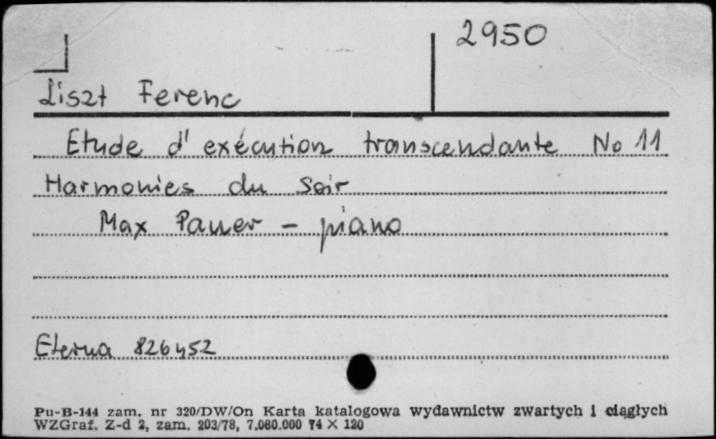 2950
Liszt Ferenc
Etude d'exécution transcendante No 11
Harmonies du Soir
Max Pauer - piano
Eterna 826452
Pu-B-144 zam. nr 320/DW/On Karta katalogowa wydawnictw zwartych i ciągłych
WZGraf. Z-d 2, zam. 203/78, 7.080.000 74 X 120